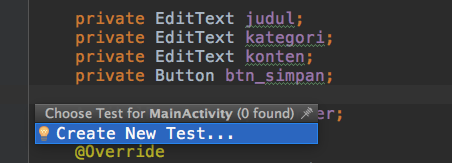 private EditText judul;
private EditText kategori;
private EditText konten;
private Button btn_simpan;
Choose Test for MainActivity (0 found)
er;
Create New Test...
@Override